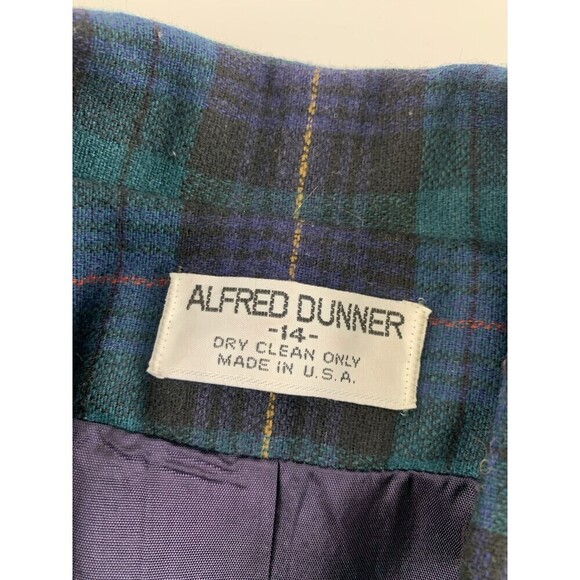 ALFRED DUNNER
-14-
DRY CLEAN ONLY
MADE IN U.S.A.